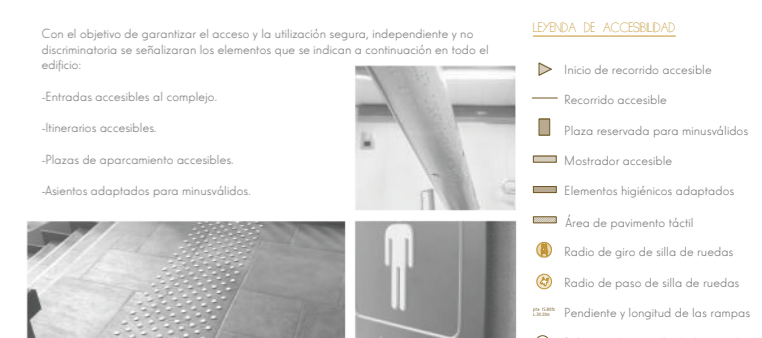 Con el objetivo de garantizar el acceso y la utilización segura, independiente y no
discriminatoria se señalizaran los elementos que se indican a continuación en todo el
edificio:
-Entradas accesibles al complejo.
-Itinerarios accesibles.
-Plazas de aparcamiento accesibles.
-Asientos adaptados para minusválidos.
LEYENDA DE ACCESIBILIDAD
Inicio de recorrido accesible
Recorrido accesible
Plaza reservada para minusválidos
Mostrador accesible
Elementos higiénicos adaptados
Área de pavimento táctil
Radio de giro de silla de ruedas
Radio de paso de silla de ruedas
Pendiente y longitud de las rampas